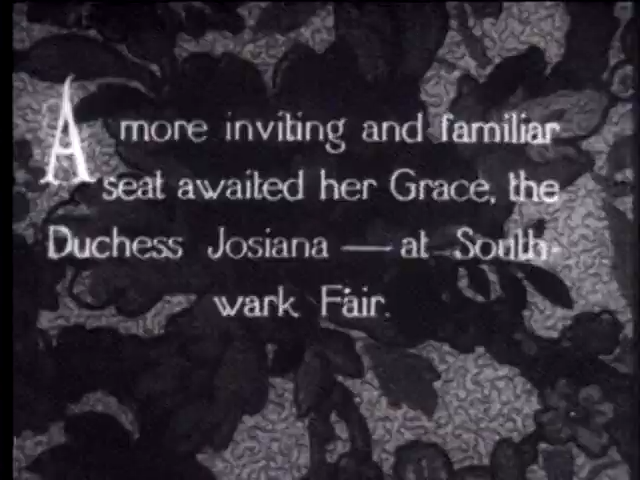 A more inviting and familiar
seat awaited her Grace, the
Duchess Josiana — at South-
wark Fair.